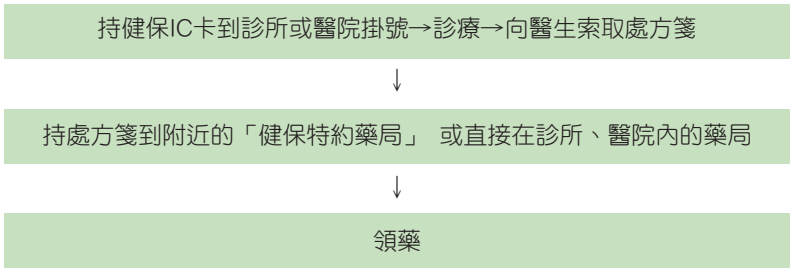 持健保IC卡到診所或醫院掛號→診療→向醫生索取處方箋
↓
持處方箋到附近的「健保特約藥局」 或直接在診所、醫院內的藥局
↓
領藥